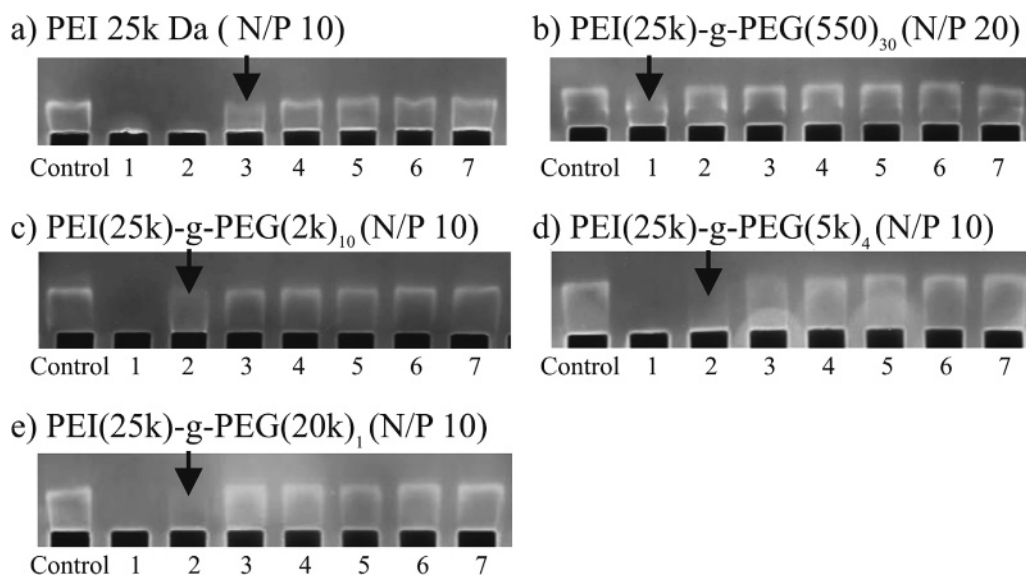 a) PEI 25k Da ( N/P 10)
Control 1 2 3 4 5 6 7
b) PEI(25k)-g-PEG(550)30 (N/P 20)
Control 1 2 3 4 5 6 7
c) PEI(25k)-g-PEG(2k)10 (N/P 10)
Control 1 2 3 4 5 6 7
d) PEI(25k)-g-PEG(5k)4 (N/P 10)
Control 1 2 3 4 5 6 7
e) PEI(25k)-g-PEG(20k)1 (N/P 10)
Control 1 2 3 4 5 6 7